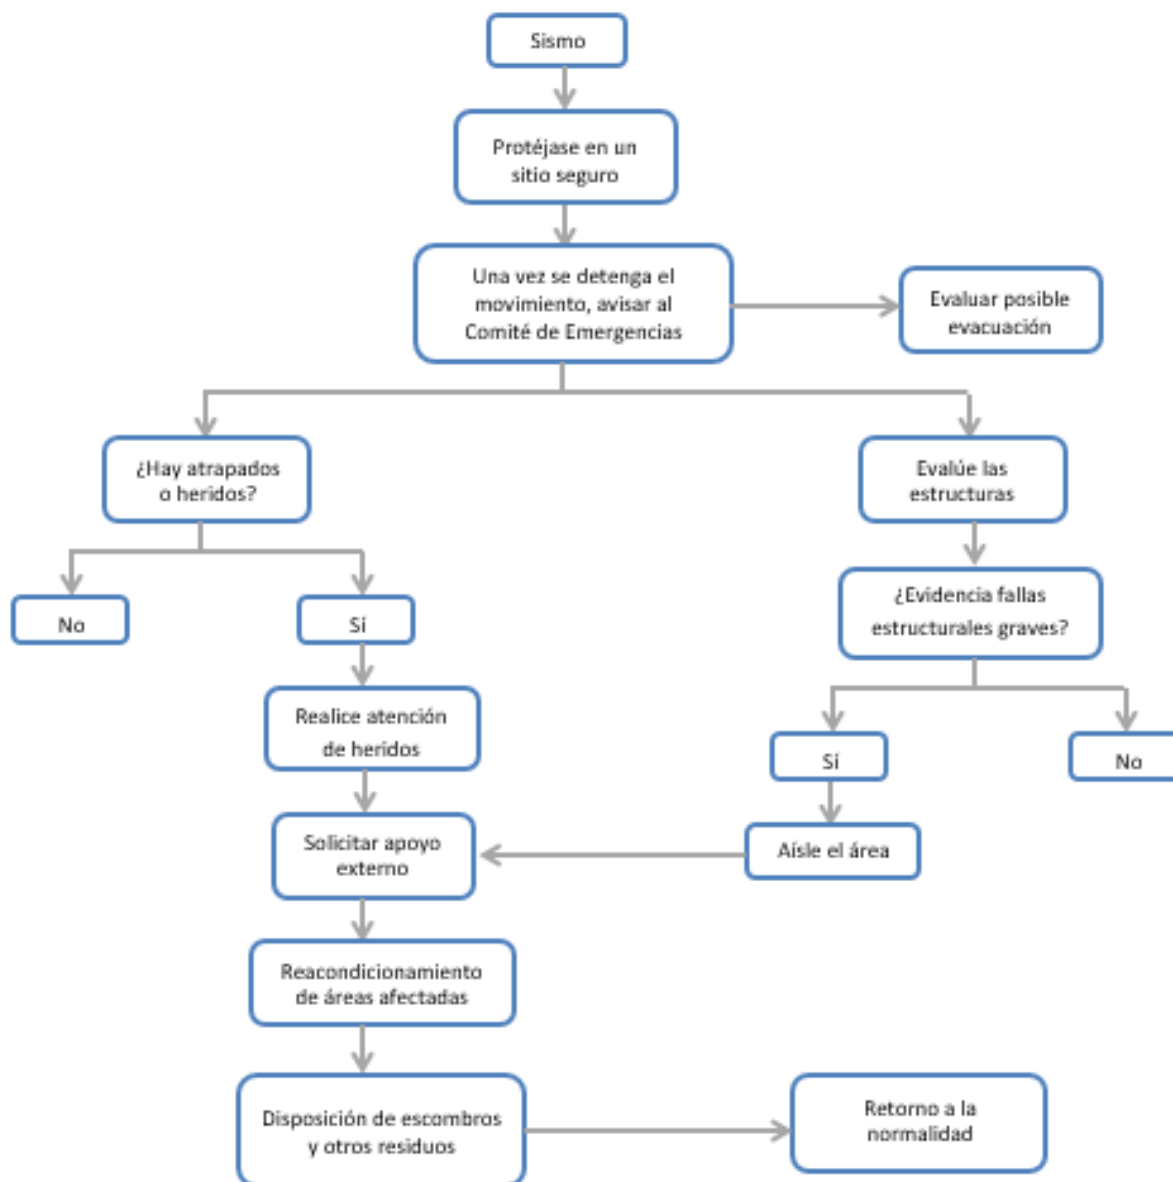 Sismo
Protéjase en un
sitio seguro
Una vez se detenga el
movimiento, avisar al
Comité de Emergencias
Evaluar posible
evacuación
¿Hay atrapados
o heridos?
Evalúe las
estructuras
No
Sí
¿Evidencia fallas
estructurales graves?
Realice atención
de heridos
Sí
No
Solicitar apoyo
externo
Aísle el área
Reacondicionamiento
de áreas afectadas
Disposición de escombros
y otros residuos
Retorno a la
normalidad